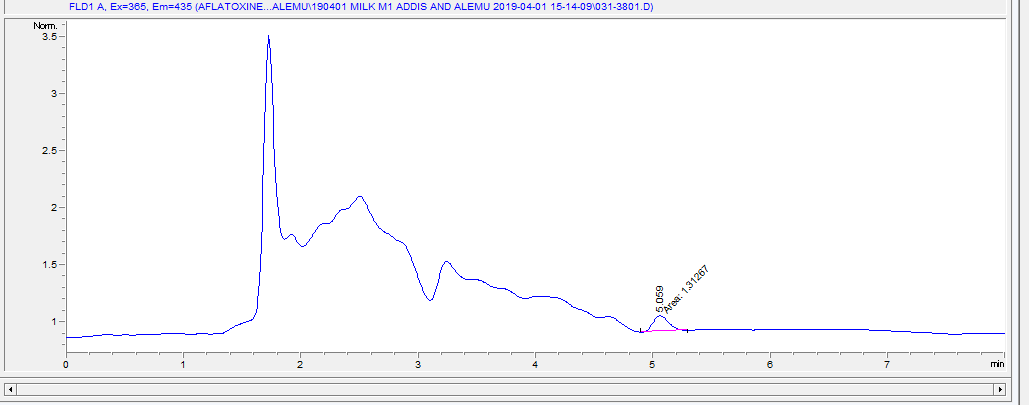 FLD1 A, Ex=365, Em=435 (AFLATOXINE...ALEMU\190401 MILK M1 ADDIS AND ALEMU 2019-04-01 15-14-09\031-3801.D)
Norm.
3.5
3
2.5
2
1.5
1
5.059
Area: 1.31267
0 1 2 3 4 5 6 7 min